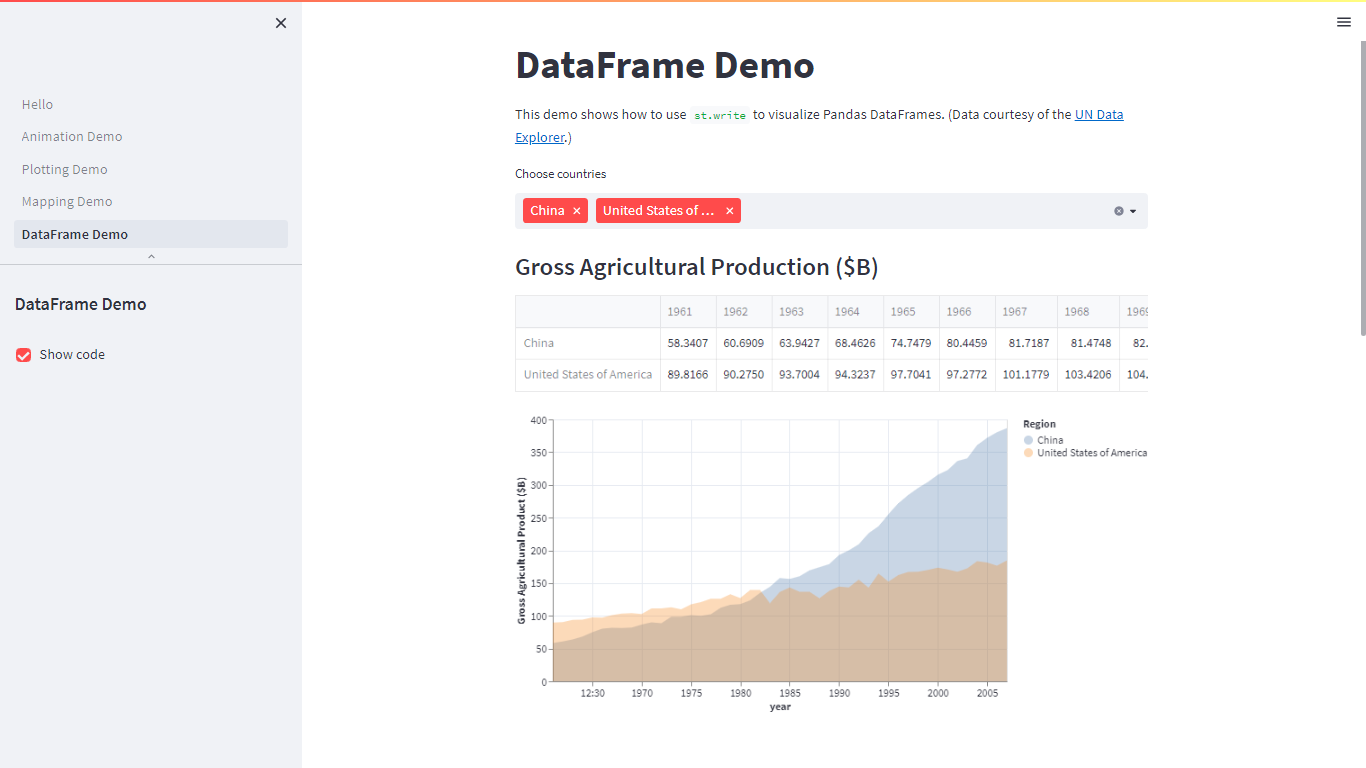 Hello
Animation Demo
Plotting Demo
Mapping Demo
DataFrame Demo
DataFrame Demo
Show code
DataFrame Demo
This demo shows how to use st.write to visualize Pandas DataFrames. (Data courtesy of the UN Data
Explorer.)
Choose countries
China × United States of ... ×
Gross Agricultural Production ($B)
1961 1962 1963 1964 1965 1966 1967 1968 1969
China 58.3407 60.6909 63.9427 68.4626 74.7479 80.4459 81.7187 81.4748 82.
United States of America 89.8166 90.2750 93.7004 94.3237 97.7041 97.2772 101.1779 103.4206 104.
Gross Agricultural Product ($B)
400
350
300
250
200
150
100
50
0
12:30 1970 1975 1980 1985 1990 1995 2000 2005
year
Region
China
United States of America